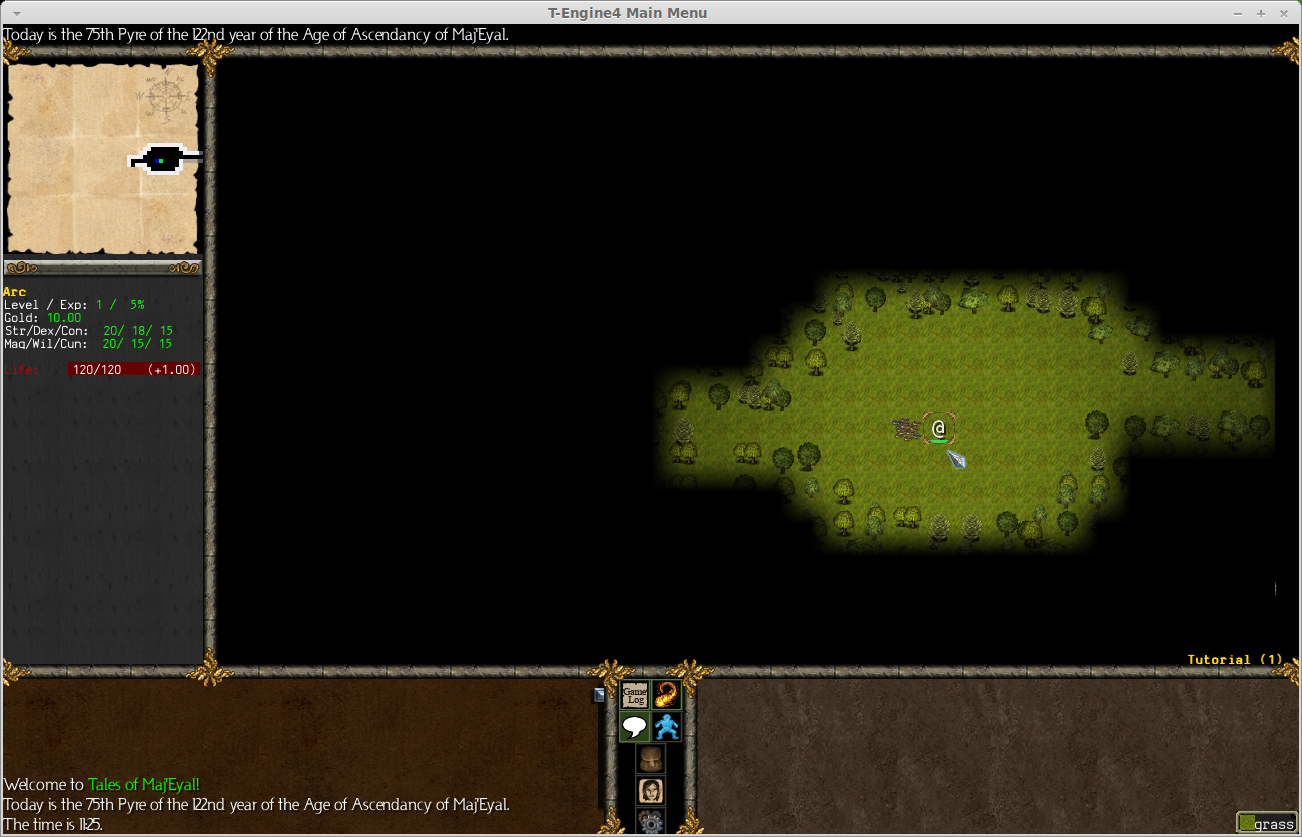 T-Engine4 Main Menu
Today is the 75th Pyre of the 122nd year of the Age of Ascendancy of Maj'Eyal.
Arc
Level / Exp: 1 / 5%
Gold: 10.00
Str/Dex/Con: 20/ 18/ 15
Mag/Wil/Cun: 20/ 15/ 15
Life: 120/120 (+1.00)
@
Tutorial (1)
Game
Log
Welcome to Tales of Maj'Eyal!
Today is the 75th Pyre of the 122nd year of the Age of Ascendancy of Maj'Eyal.
The time is 11:25.
grass